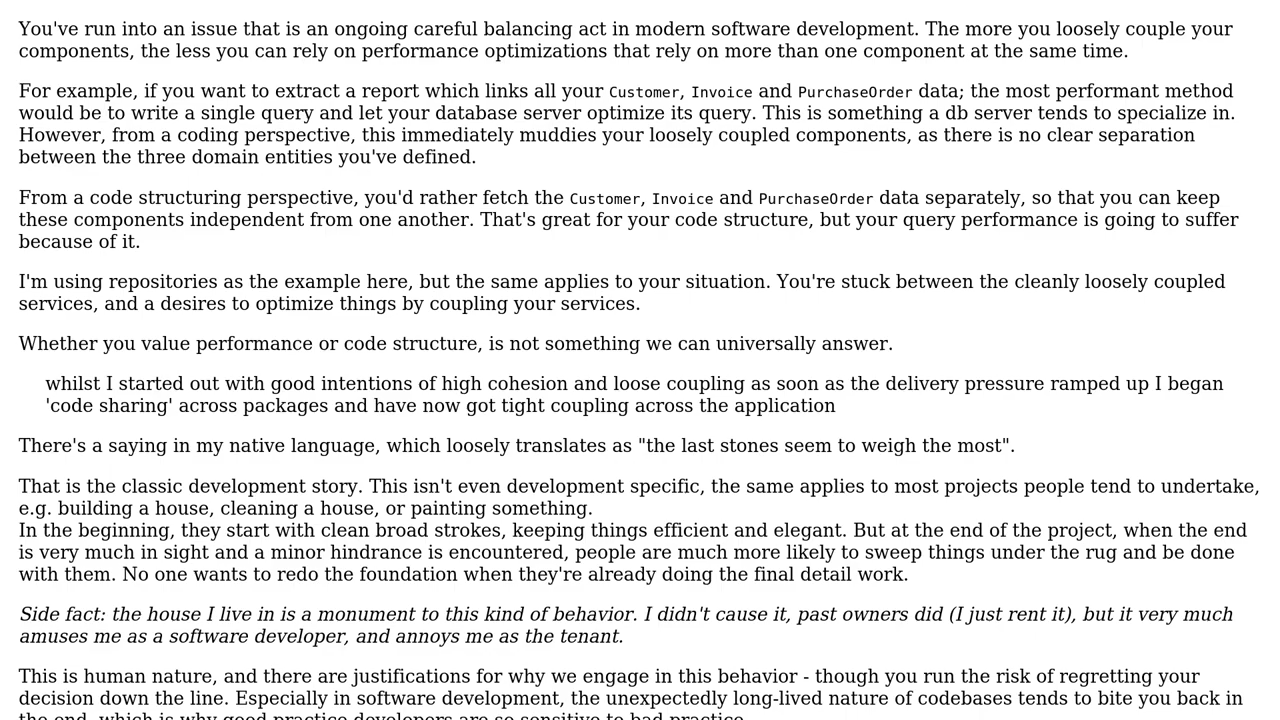 You've run into an issue that is an ongoing careful balancing act in modern software development. The more you loosely couple your
components, the less you can rely on performance optimizations that rely on more than one component at the same time.
For example, if you want to extract a report which links all your Customer, Invoice and PurchaseOrder data; the most performant method
would be to write a single query and let your database server optimize its query. This is something a db server tends to specialize in.
However, from a coding perspective, this immediately muddies your loosely coupled components, as there is no clear separation
between the three domain entities you've defined.
From a code structuring perspective, you'd rather fetch the Customer, Invoice and PurchaseOrder data separately, so that you can keep
these components independent from one another. That's great for your code structure, but your query performance is going to suffer
because of it.
I'm using repositories as the example here, but the same applies to your situation. You're stuck between the cleanly loosely coupled
services, and a desires to optimize things by coupling your services.
Whether you value performance or code structure, is not something we can universally answer.
whilst I started out with good intentions of high cohesion and loose coupling as soon as the delivery pressure ramped up I began
'code sharing' across packages and have now got tight coupling across the application
There's a saying in my native language, which loosely translates as "the last stones seem to weigh the most".
That is the classic development story. This isn't even development specific, the same applies to most projects people tend to undertake,
e.g. building a house, cleaning a house, or painting something.
In the beginning, they start with clean broad strokes, keeping things efficient and elegant. But at the end of the project, when the end
is very much in sight and a minor hindrance is encountered, people are much more likely to sweep things under the rug and be done
with them. No one wants to redo the foundation when they're already doing the final detail work.
Side fact: the house I live in is a monument to this kind of behavior. I didn't cause it, past owners did (I just rent it), but it very much
amuses me as a software developer, and annoys me as the tenant.
This is human nature, and there are justifications for why we engage in this behavior - though you run the risk of regretting your
decision down the line. Especially in software development, the unexpectedly long-lived nature of codebases tends to bite you back in
the end, which is why good practice developers are so sensitive to bad practice.